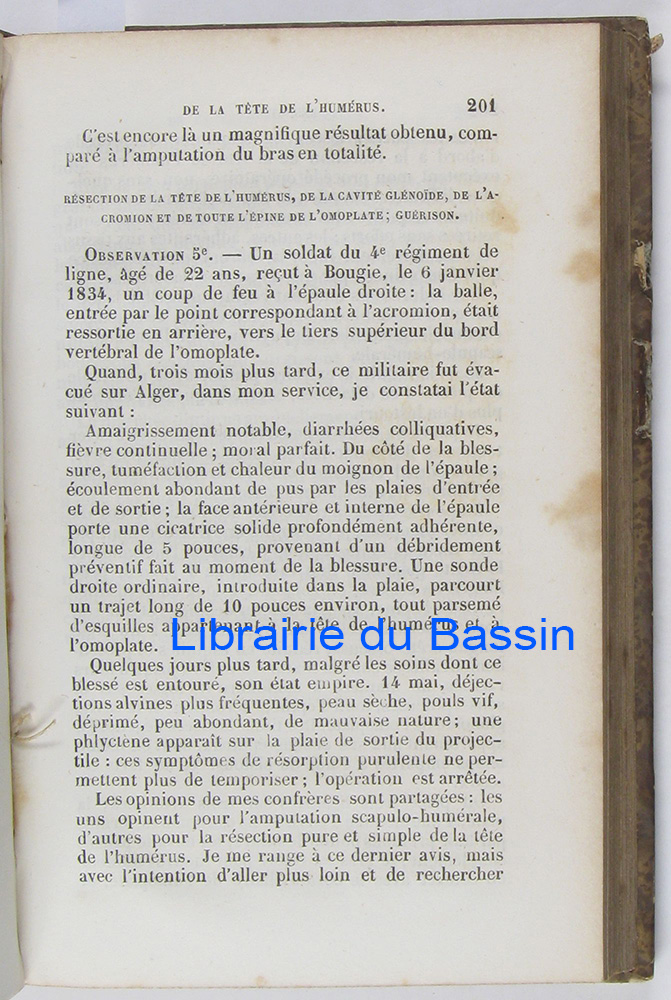 DE LA TÊTE DE L'HUMÉRUS. 201
C'est encore là un magnifique résultat obtenu, com-
paré à l'amputation du bras en totalité.
RÉSECTION DE LA TÊTE DE L'HUMÉRUS, DE LA CAVITÉ GLÉNOÏDE, DE L'A-
CROMION ET DE TOUTE L'ÉPINE DE L'OMOPLATE; GUÉRISON.
OBSERVATION 5e. — Un soldat du 4e régiment de
ligne, âgé de 22 ans, reçut à Bougie, le 6 janvier
1834, un coup de feu à l'épaule droite: la balle,
entrée par le point correspondant à l'acromion, était
ressortie en arrière, vers le tiers supérieur du bord
vertébral de l'omoplate.
Quand, trois mois plus tard, ce militaire fut éva-
cué sur Alger, dans mon service, je constatai l'état
suivant :
Amaigrissement notable, diarrhées colliquatives,
fièvre continuelle ; moral parfait. Du côté de la bles-
sure, tuméfaction et chaleur du moignon de l'épaule ;
écoulement abondant de pus par les plaies d'entrée
et de sortie ; la face antérieure et interne de l'épaule
porte une cicatrice solide profondément adhérente,
longue de 5 pouces, provenant d'un débridement
préventif fait au moment de la blessure. Une sonde
droite ordinaire, introduite dans la plaie, parcourt
un trajet long de 10 pouces environ, tout parsemé
d'esquilles appartenant à la tête de l'humérus et à
l'omoplate.
Librairie du Bassin
Quelques jours plus tard, malgré les soins dont ce
blessé est entouré, son état empire. 14 mai, déjec-
tions alvines plus fréquentes, peau sèche, pouls vif,
déprimé, peu abondant, de mauvaise nature; une
phlyctène apparaît sur la plaie de sortie du projec-
tile : ces symptômes de résorption purulente ne per-
mettent plus de temporiser ; l'opération est arrêtée.
Les opinions de mes confrères sont partagées : les
uns opinent pour l'amputation scapulo-humérale,
d'autres pour la résection pure et simple de la tête
de l'humérus. Je me range à ce dernier avis, mais
avec l'intention d'aller plus loin et de rechercher